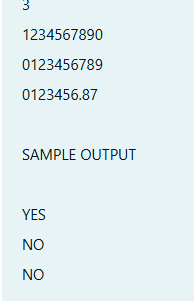 3
1234567890
0123456789
0123456.87
SAMPLE OUTPUT
YES
NO
NO